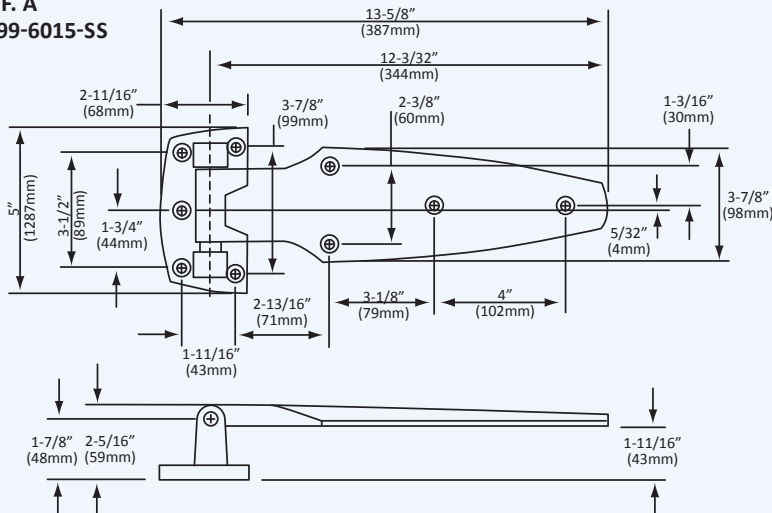 F. A
99-6015-SS
13-5/8”
(387mm)
12-3/32”
(344mm)
2-11/16”
(68mm)
3-7/8”
(99mm)
2-3/8”
(60mm)
1-3/16”
(30mm)
5”
(1287mm)
3-1/2”
(89mm)
1-3/4”
(44mm)
3-7/8”
(98mm)
5/32”
(4mm)
2-13/16”
(71mm)
3-1/8”
(79mm)
4”
(102mm)
1-11/16”
(43mm)
1-7/8”
(48mm)
2-5/16”
(59mm)
1-11/16”
(43mm)